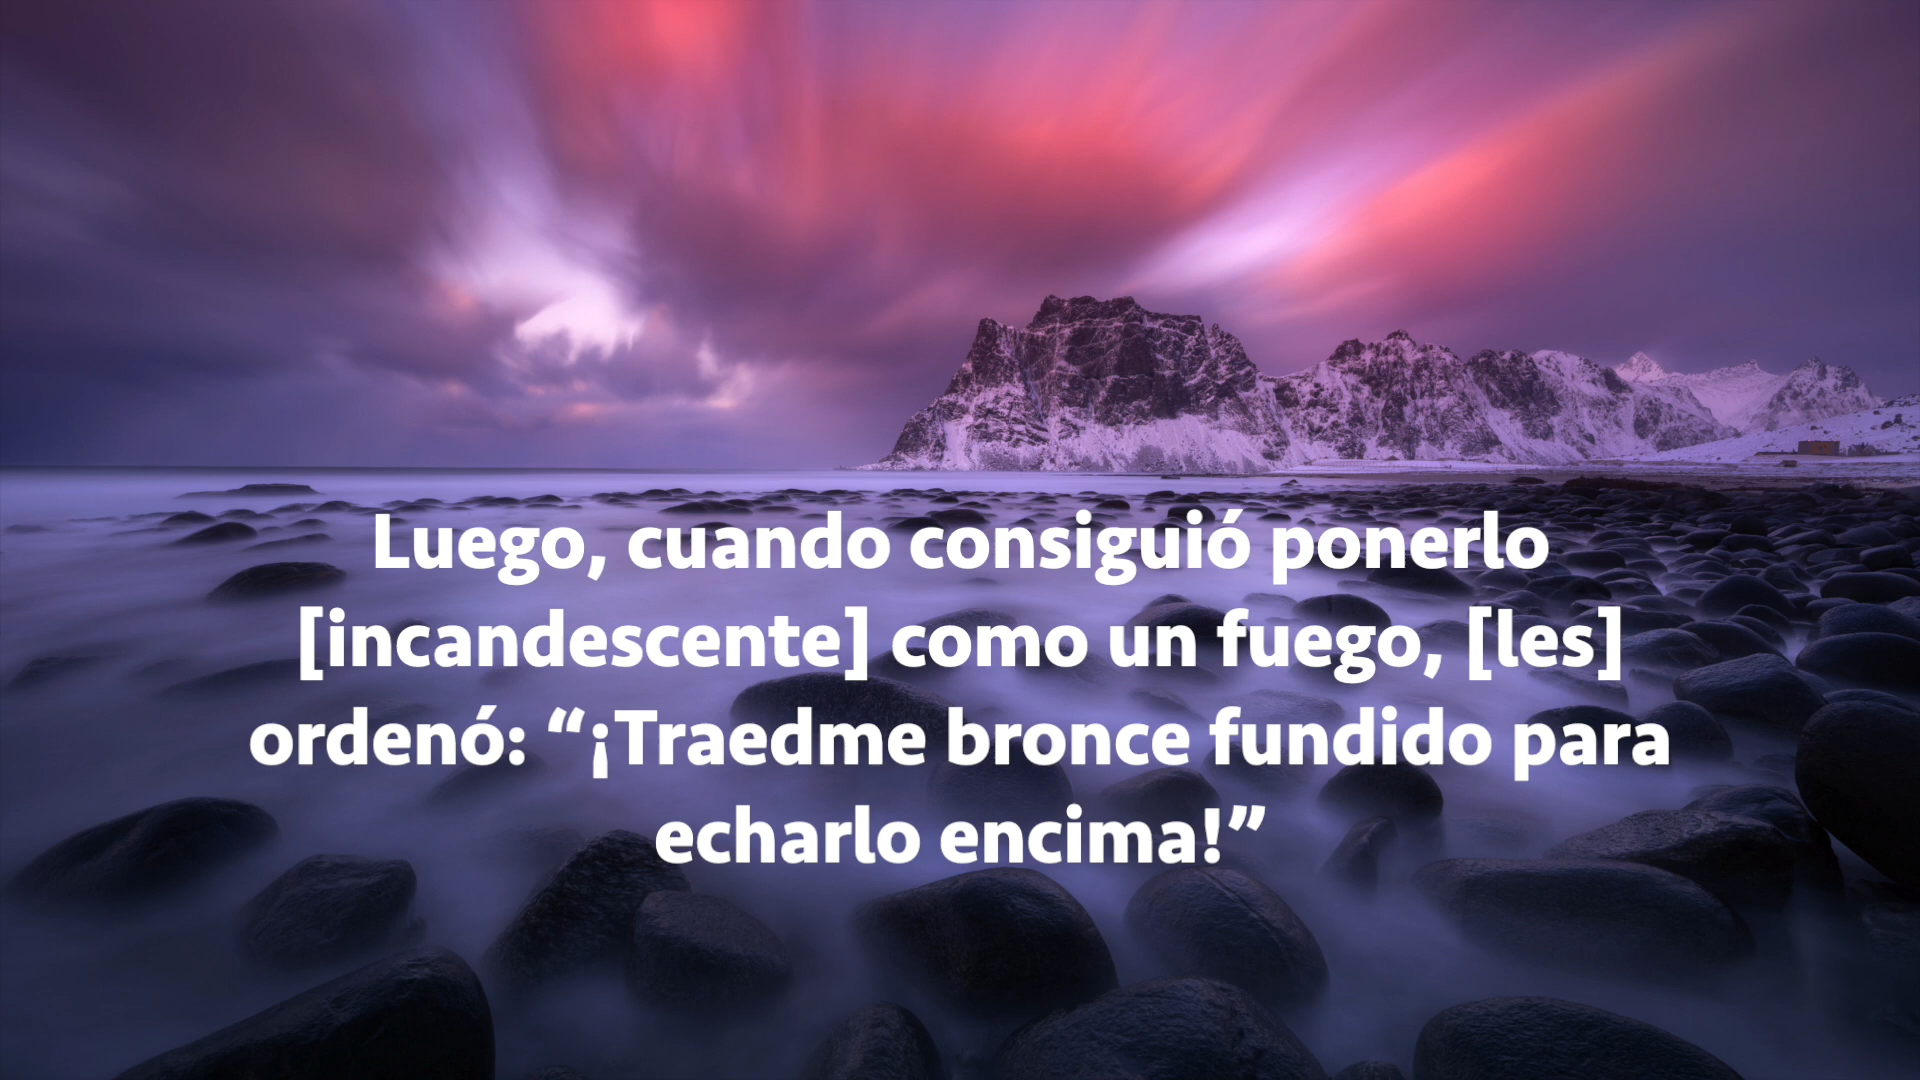 Luego, cuando consiguió ponerlo
[incandescente] como un fuego, [les]
ordenó: “¡Traedme bronce fundido para
echarlo encima!”